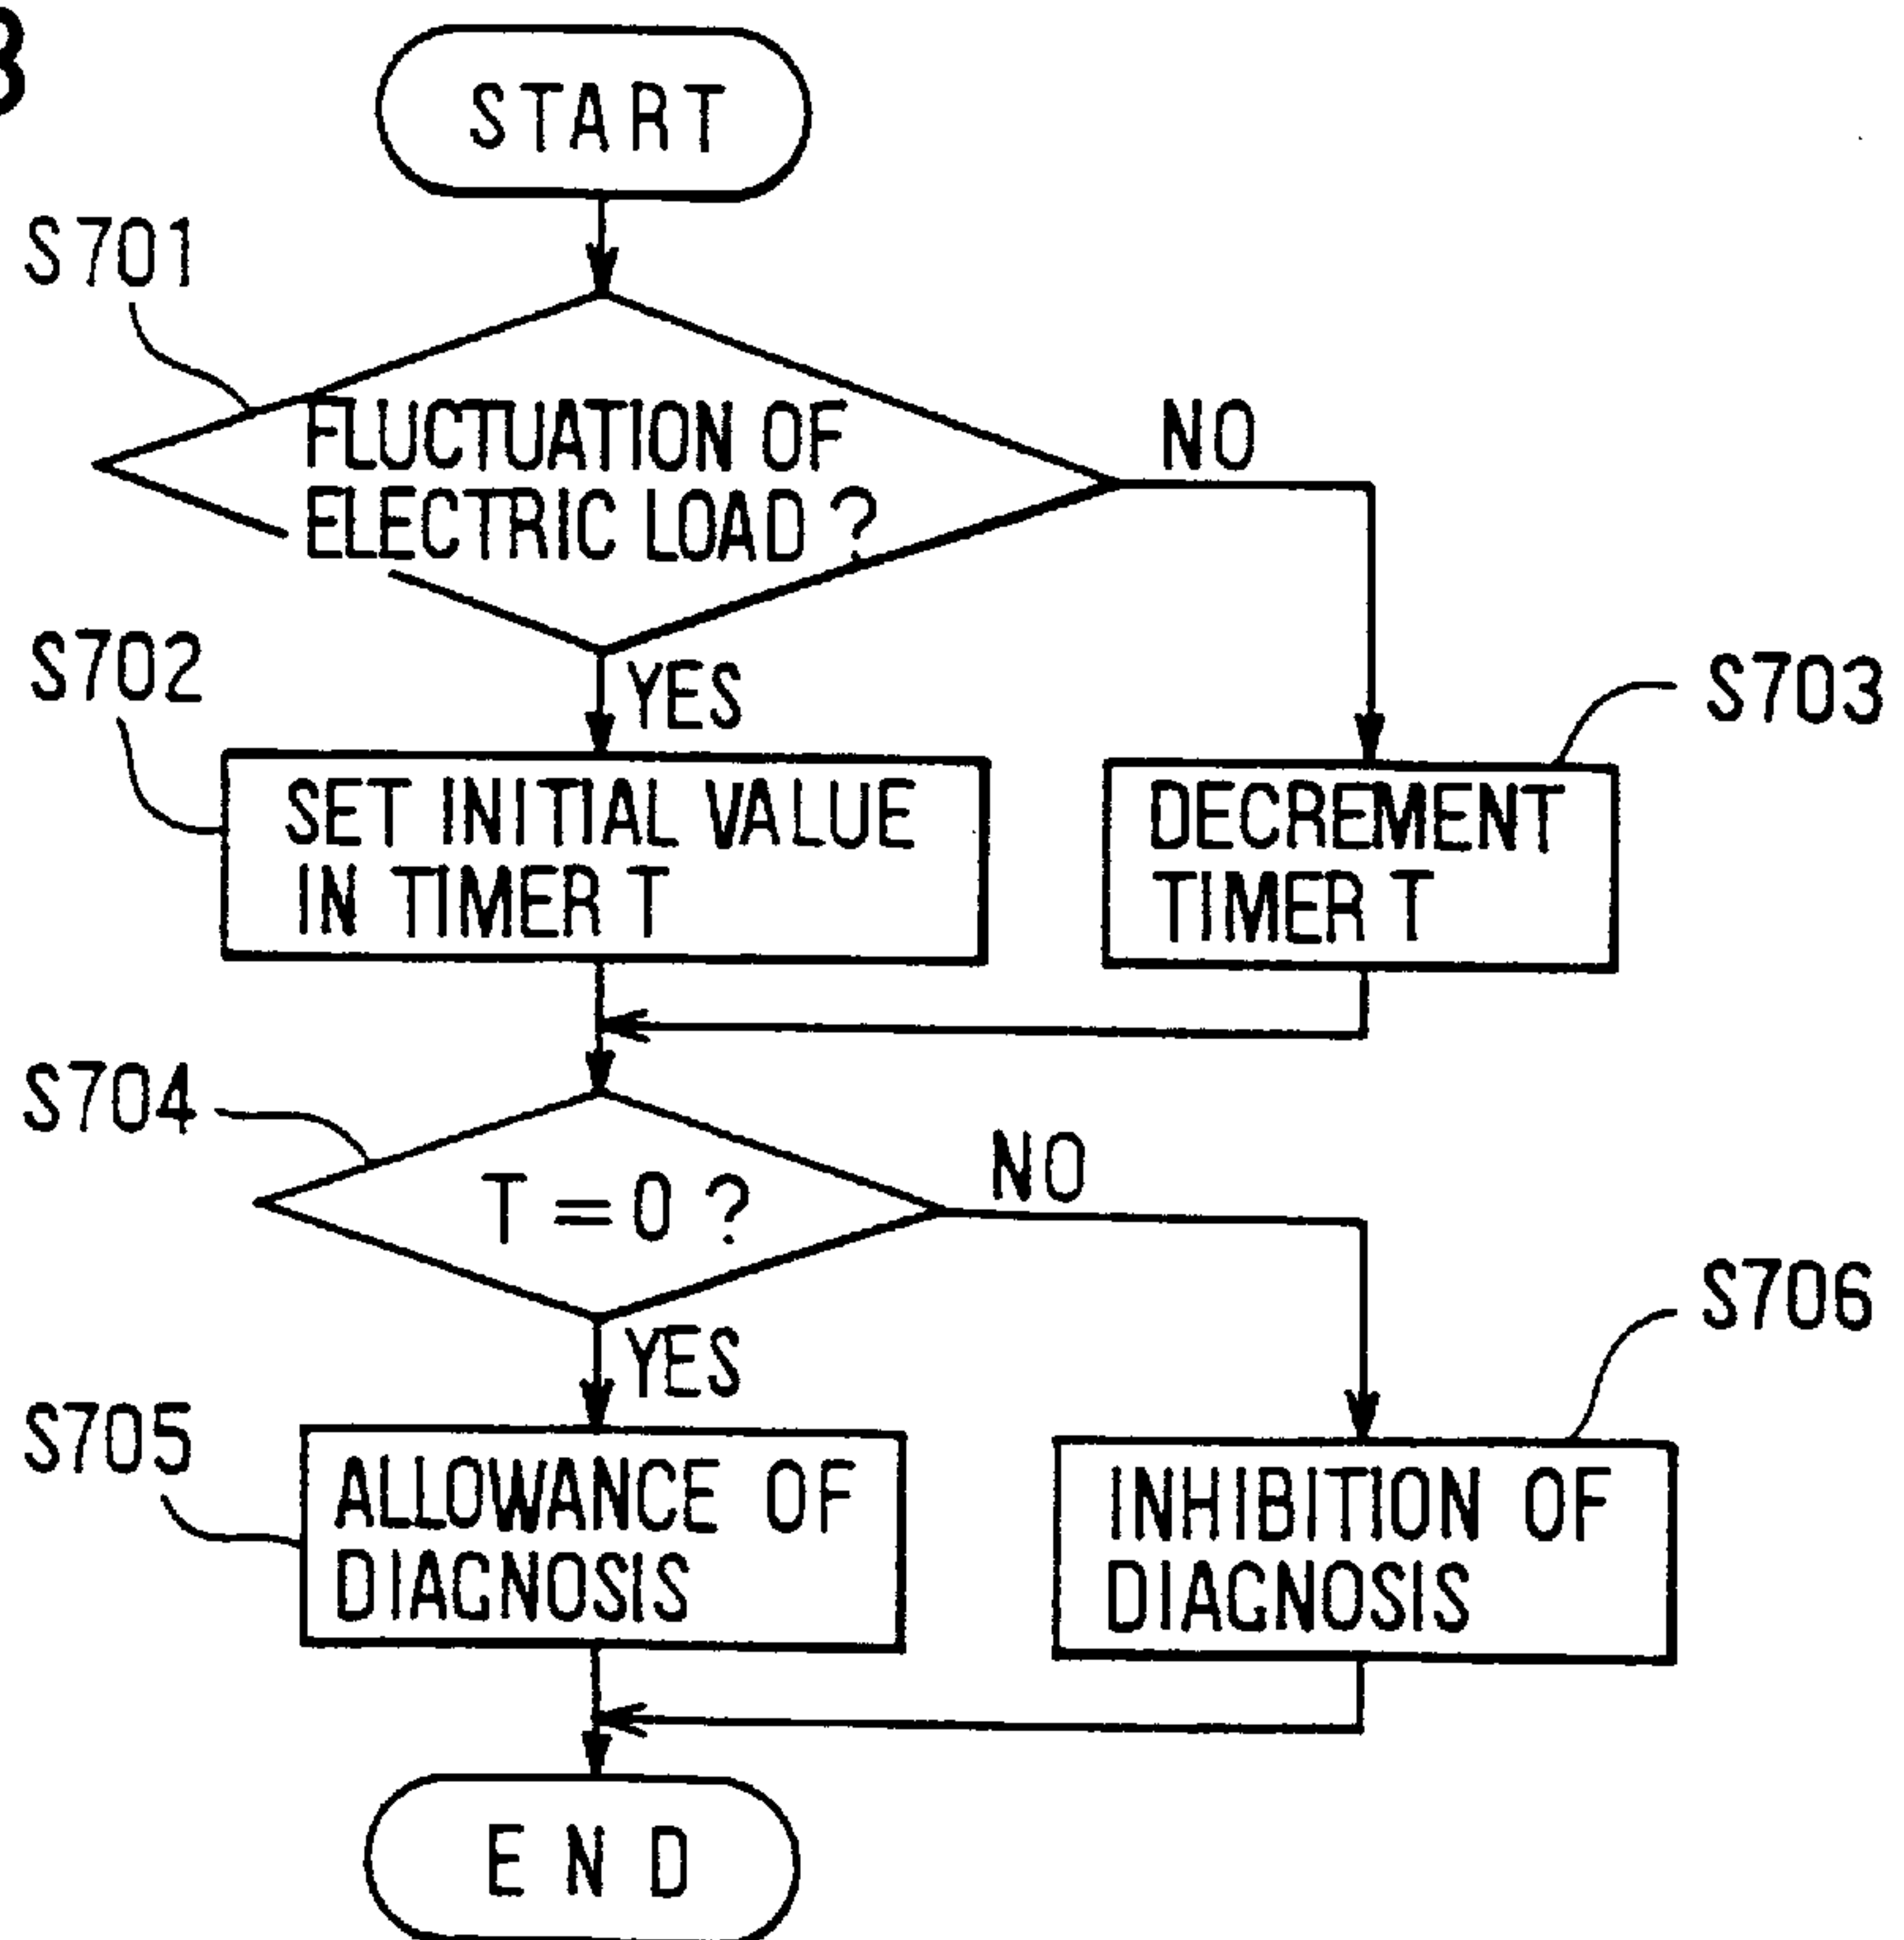 START
S701
FLUCTUATION OF
ELECTRIC LOAD ?
NO
YES
S702
SET INITIAL VALUE
IN TIMER T
S703
DECREMENT
TIMER T
S704
T = 0 ?
NO
YES
S705
ALLOWANCE OF
DIAGNOSIS
S706
INHIBITION OF
DIAGNOSIS
END